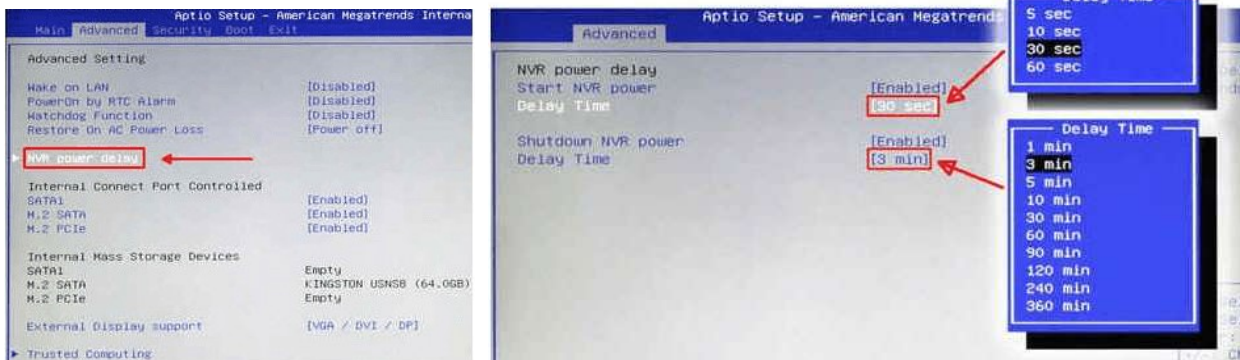 Aptio Setup - American Megatrends Interna
Main Advanced Security Boot Exit
Advanced Setting
Wake on LAN [Disabled]
PowerOn by RTC Alarm [Disabled]
Watchdog Function [Disabled]
Restore On AC Power Loss [Power off]
NVR power delay
Internal Connect Port Controlled
SATA1 [Enabled]
M.2 SATA [Enabled]
M.2 PCIe [Enabled]
Internal Mass Storage Devices
SATA1 Empty
M.2 SATA KINGSTON USNS8 (64.0GB)
M.2 PCIe Empty
External Display support [VGA / DVI / DP]
Trusted Computing
Aptio Setup - American Megatrends
Advanced
NVR power delay
Start NVR power [Enabled]
Delay Time [30 sec]
Shutdown NVR power [Enabled]
Delay Time [3 min]
Delay Time
5 sec
10 sec
30 sec
60 sec
Delay Time
1 min
3 min
5 min
10 min
30 min
60 min
90 min
120 min
240 min
360 min